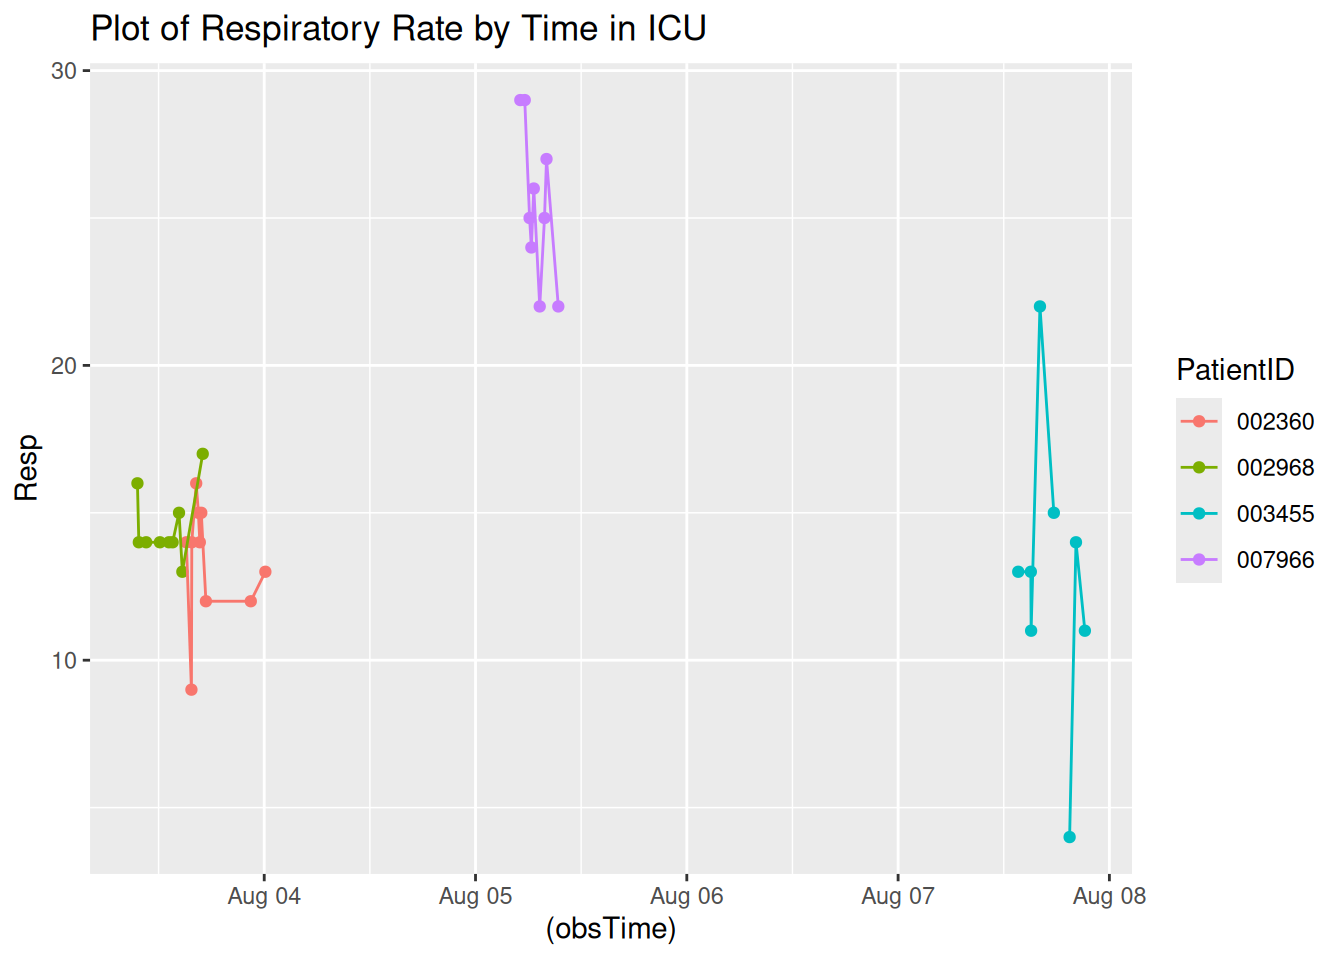 Plot of Respiratory Rate by Time in ICU
30
20
10
Resp
Aug 04
Aug 05
Aug 06
Aug 07
Aug 08
(obsTime)
PatientID
002360
002968
003455
007966